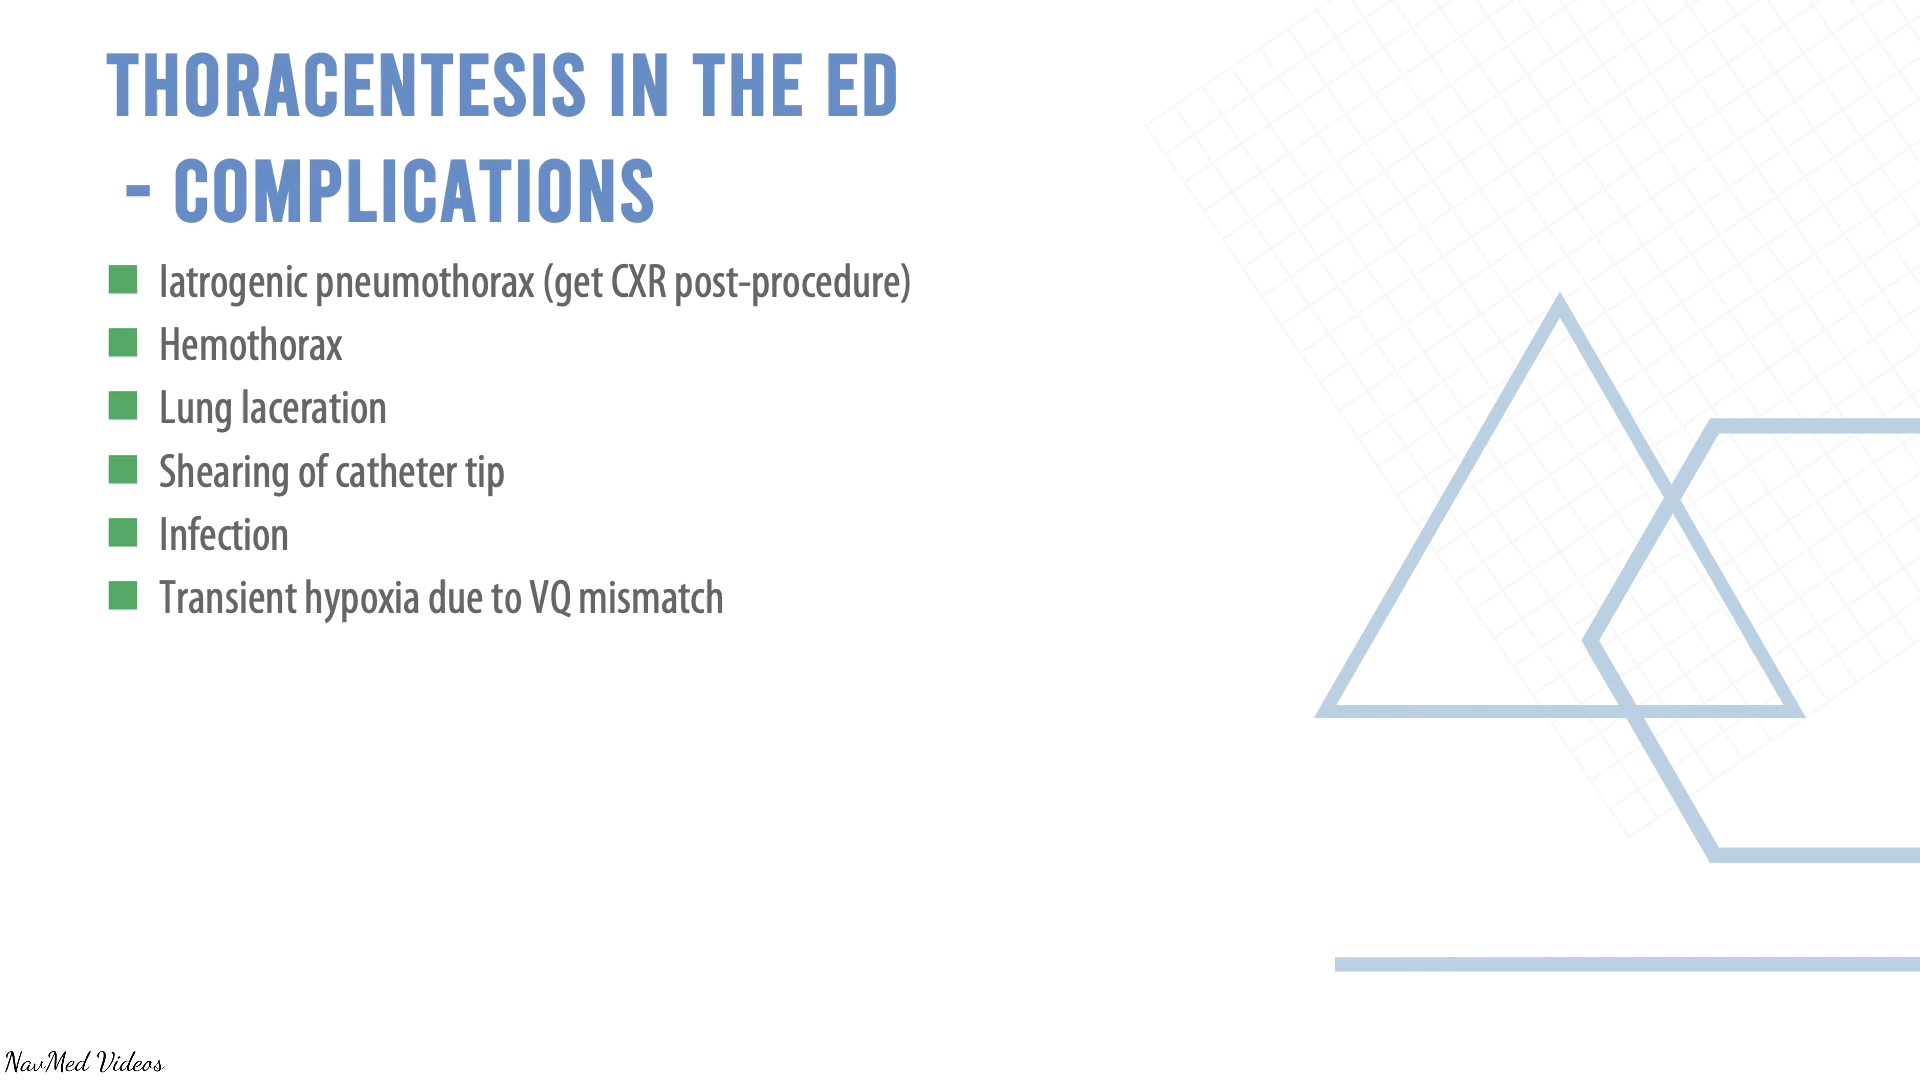 THORACENTESIS IN THE ED
- COMPLICATIONS
Iatrogenic pneumothorax (get CXR post-procedure)
Hemothorax
Lung laceration
Shearing of catheter tip
Infection
Transient hypoxia due to VQ mismatch
NavMed Videos